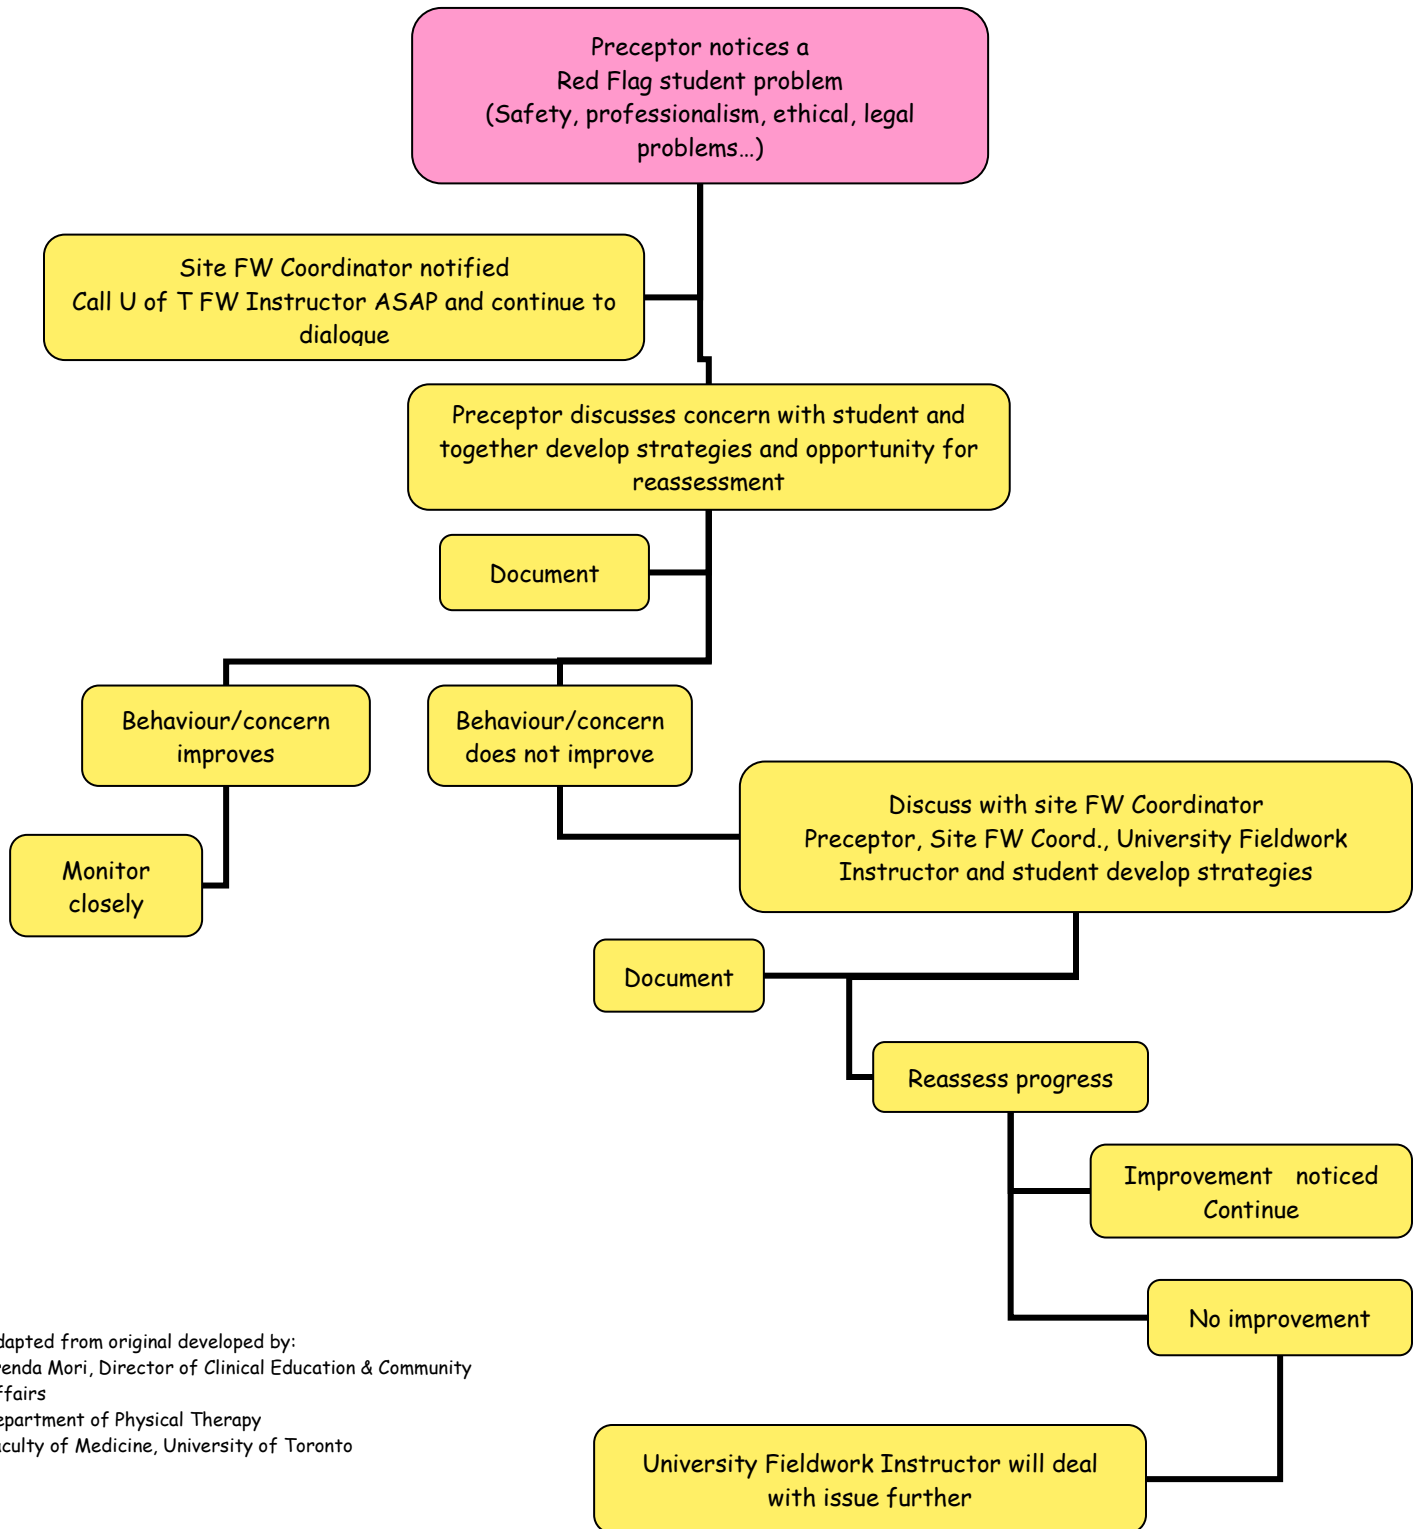 Preceptor notices a
Red Flag student problem
(Safety, professionalism, ethical, legal
problems…)
Site FW Coordinator notified
Call U of T FW Instructor ASAP and continue to
dialogue
Preceptor discusses concern with student and
together develop strategies and opportunity for
reassessment
Document
Behaviour/concern
improves
Behaviour/concern
does not improve
Monitor
closely
Discuss with site FW Coordinator
Preceptor, Site FW Coord., University Fieldwork
Instructor and student develop strategies
Document
Reassess progress
Improvement noticed
Continue
No improvement
University Fieldwork Instructor will deal
with issue further
dapted from original developed by:
renda Mori, Director of Clinical Education & Community
ffairs
epartment of Physical Therapy
aculty of Medicine, University of Toronto